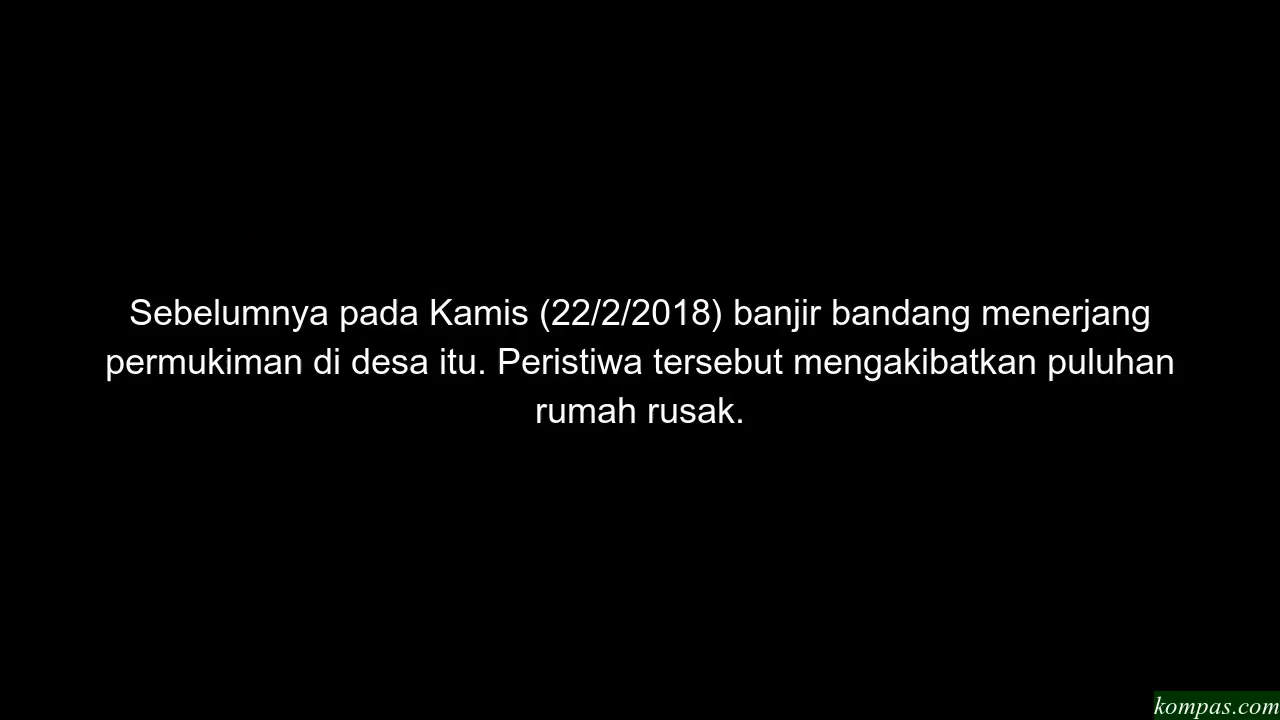 Sebelumnya pada Kamis (22/2/2018) banjir bandang menerjang
permukiman di desa itu. Peristiwa tersebut mengakibatkan puluhan
rumah rusak.
kompas.com